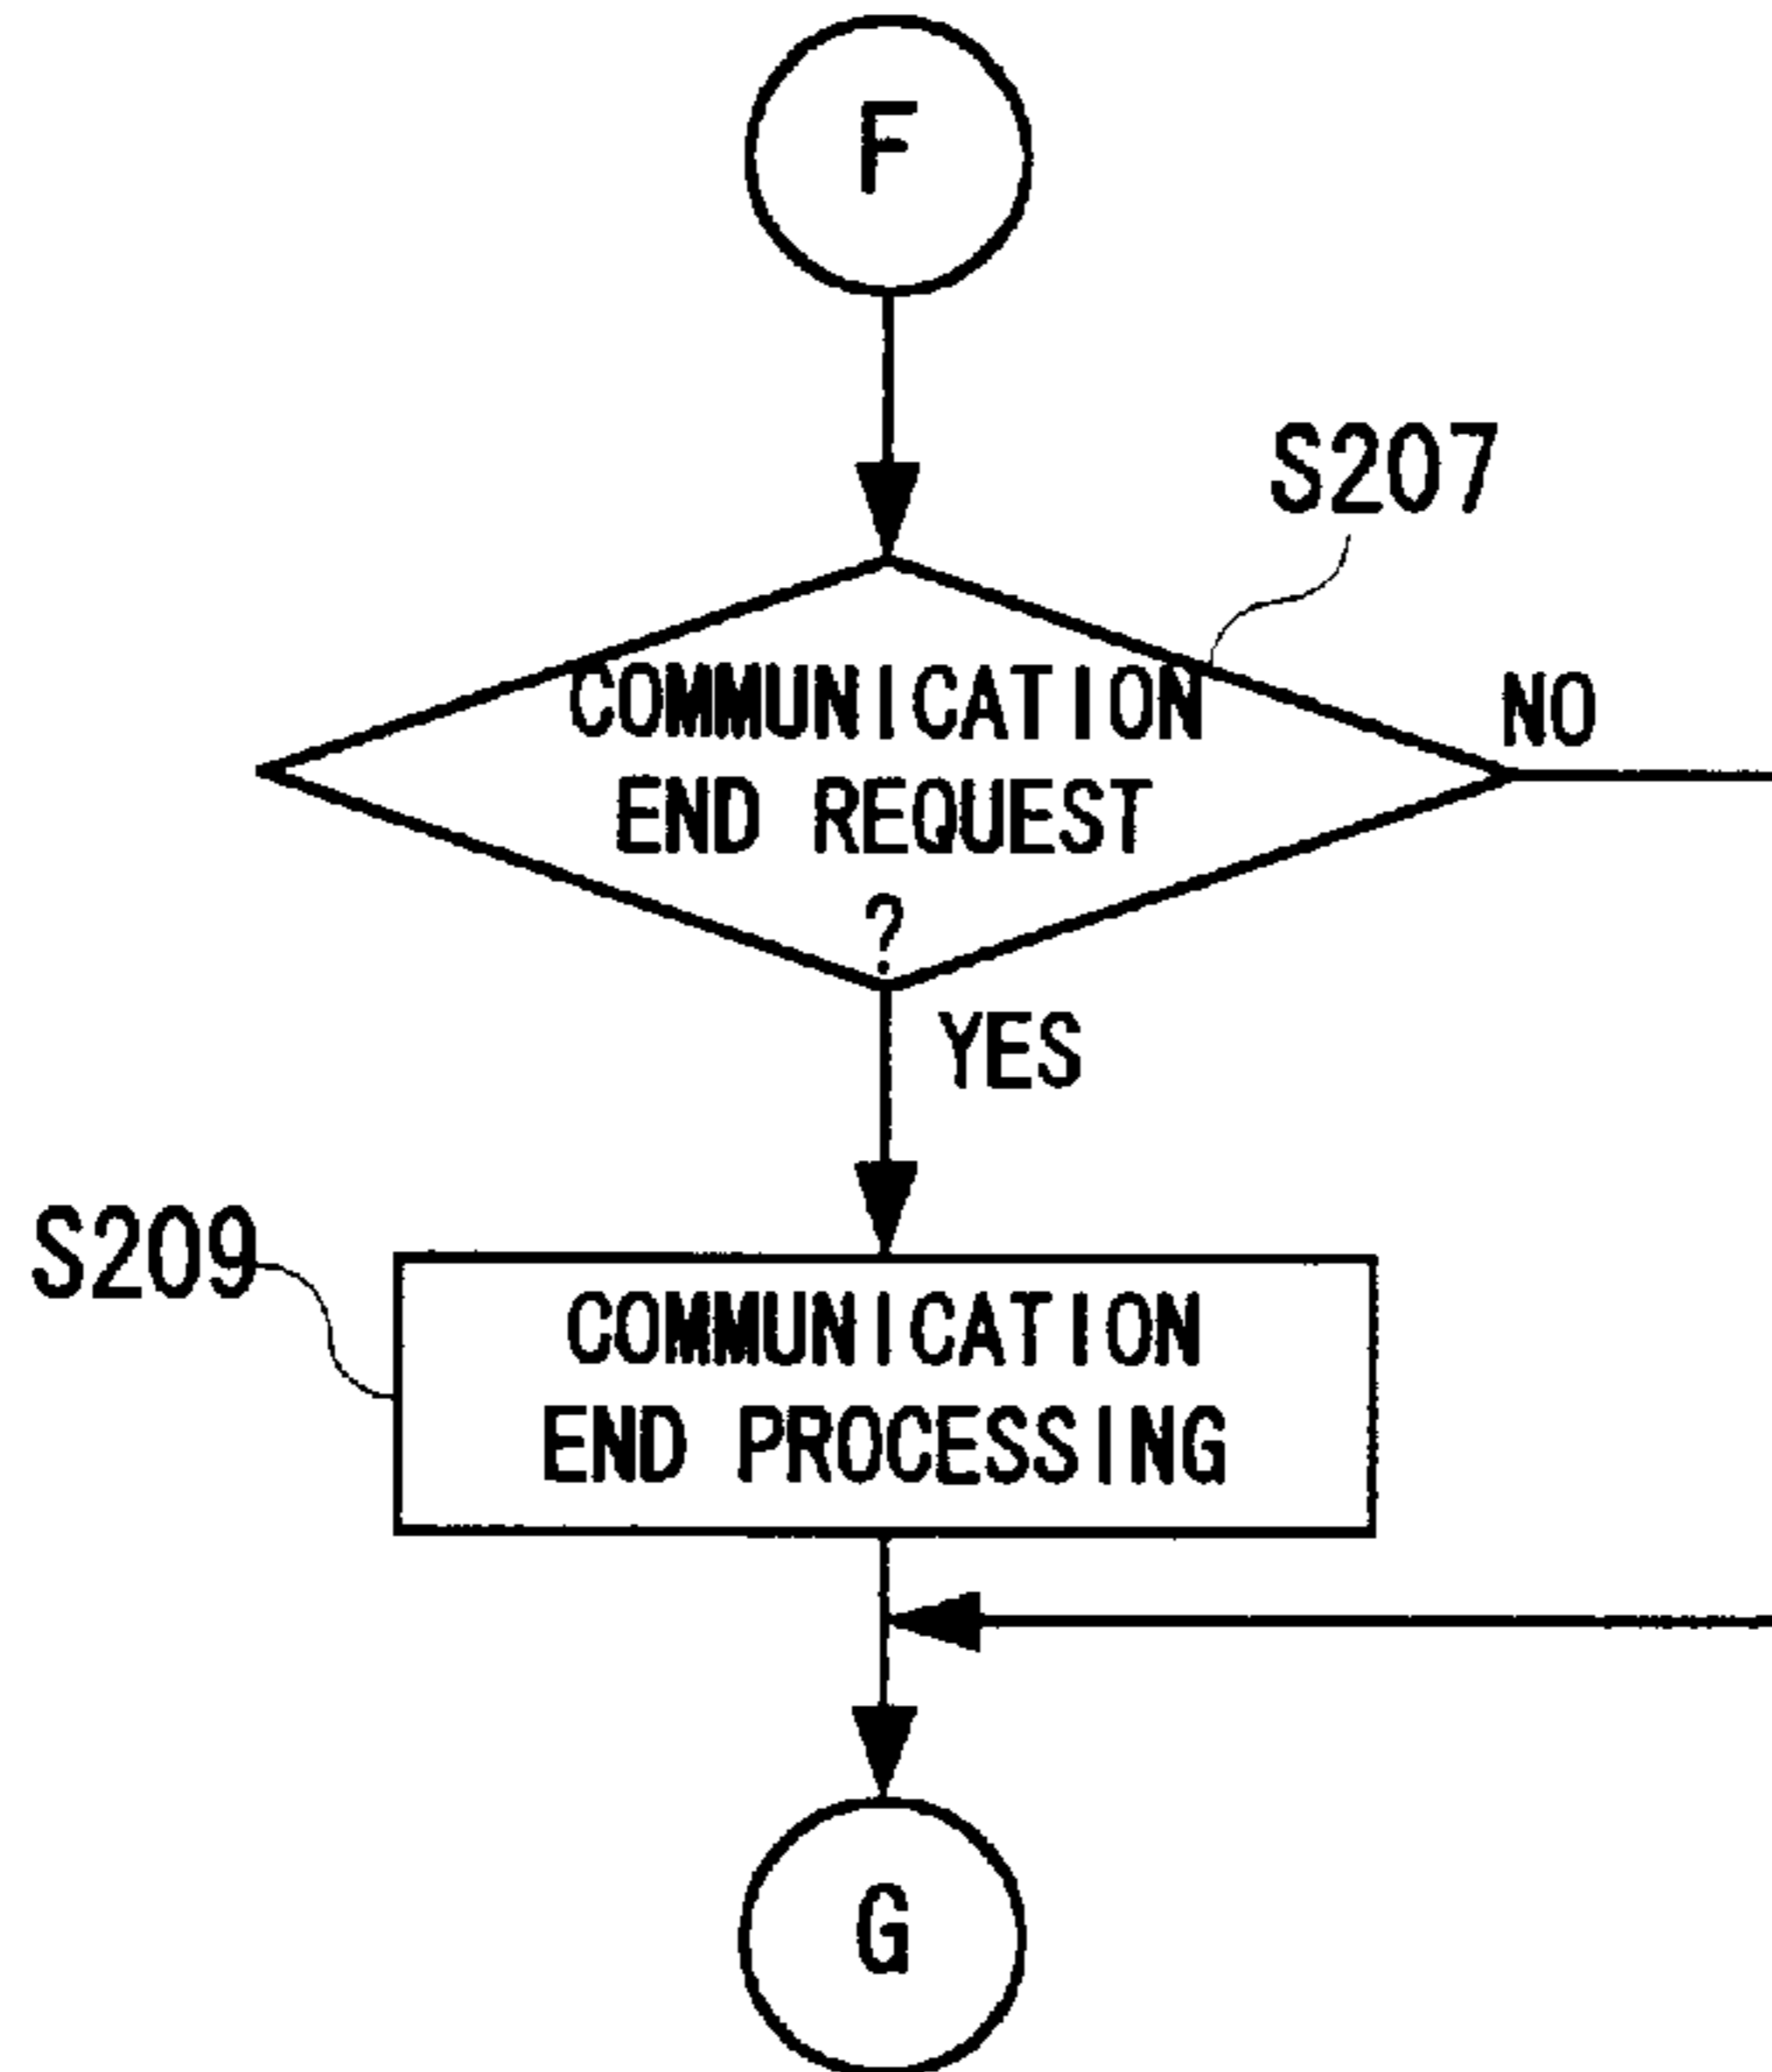 F
S207
COMMUNICATION
END REQUEST
?
NO
YES
S209
COMMUNICATION
END PROCESSING
G